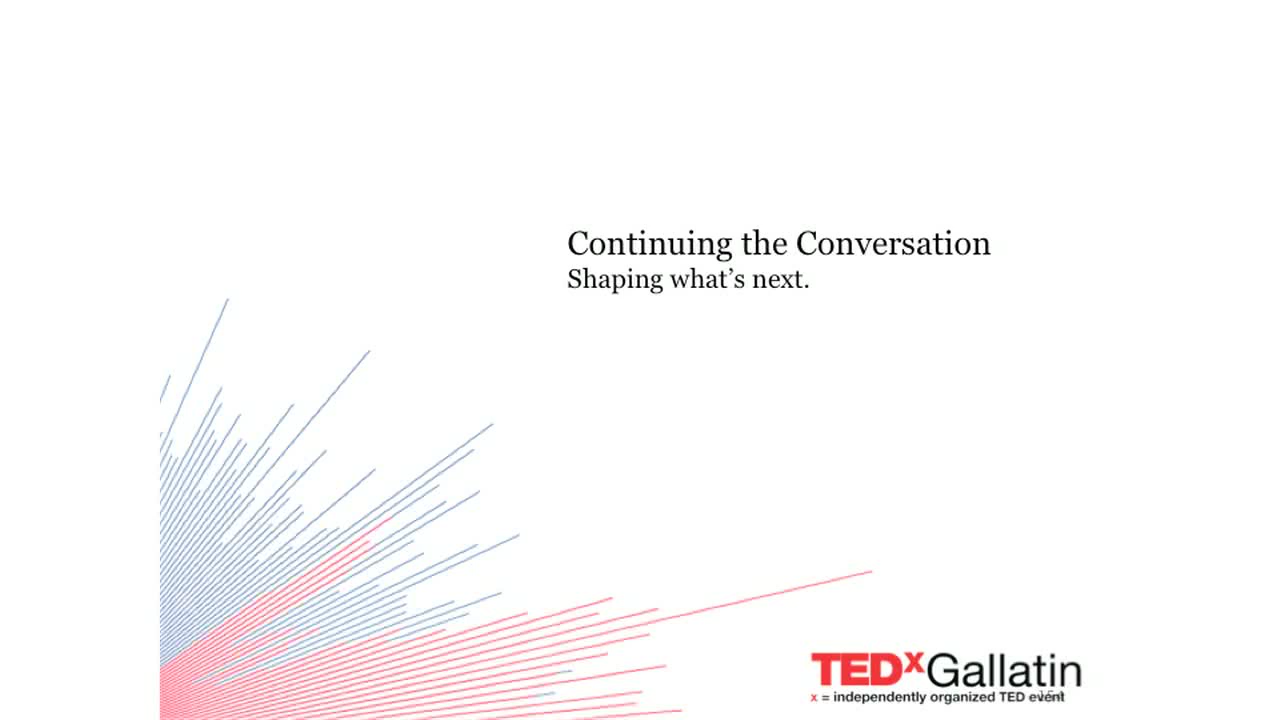 Continuing the Conversation
Shaping what’s next.
TEDxGallatin
x = independently organized TED event